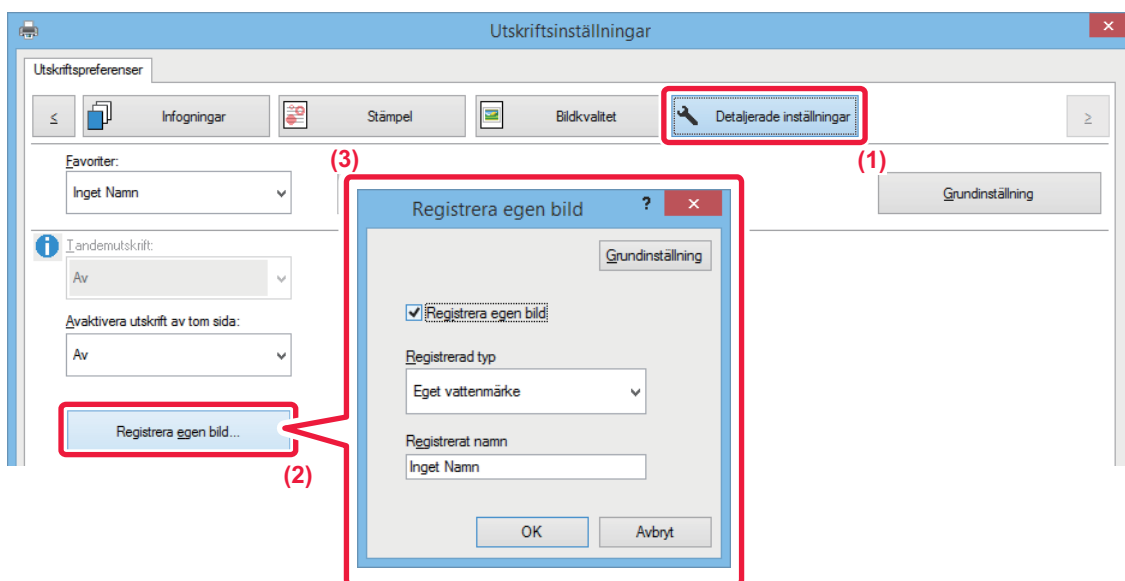 Utskriftsinställningar
Utskriftspreferenser
≤ Infogningar Stämpel Bildkvalitet Detaljerade inställningar ≥
(1)
Favoriter:
Inget Namn
Grundinställning
Tandemutskrift:
Av
Avaktivera utskrift av tom sida:
Av
Registrera egen bild...
(2)
(3)
Registrera egen bild ?
Grundinställning
Registrera egen bild
Registrerad typ
Eget vattenmärke
Registrerat namn
Inget Namn
OK Avbryt